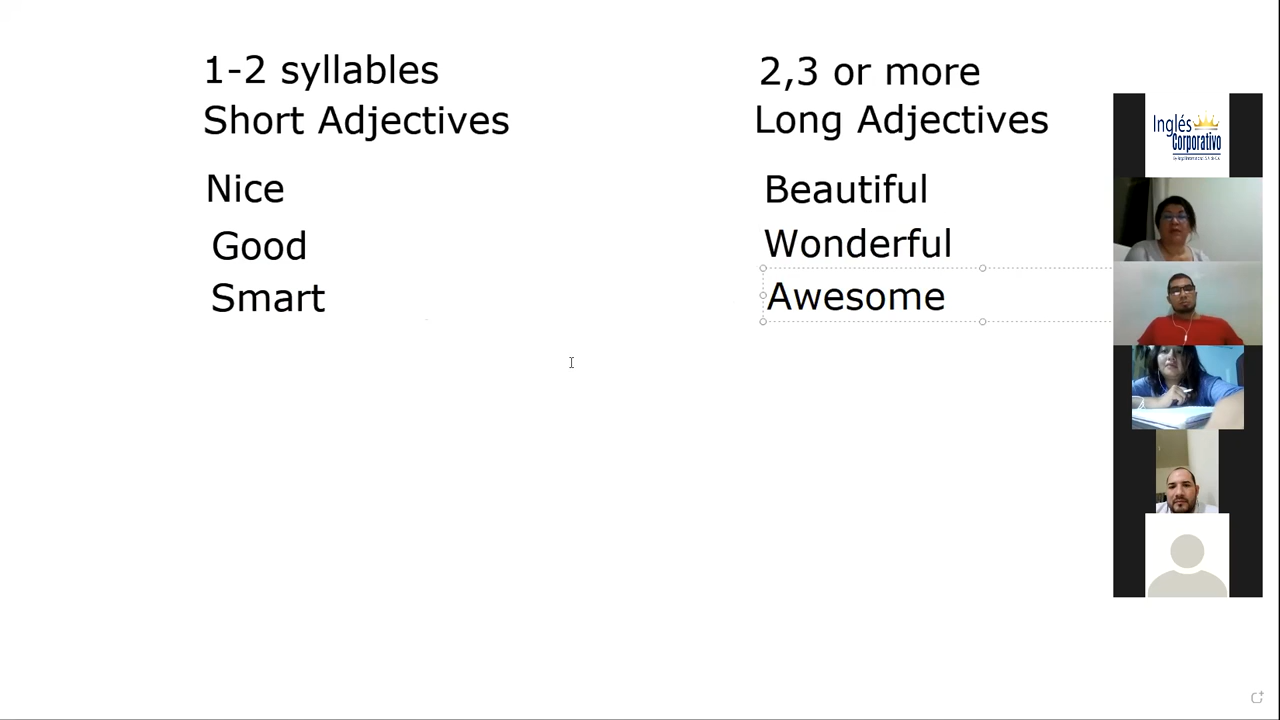 1-2 syllables
Short Adjectives
Nice
Good
Smart
2,3 or more
Long Adjectives
Beautiful
Wonderful
Awesome
Inglés
Corporativo